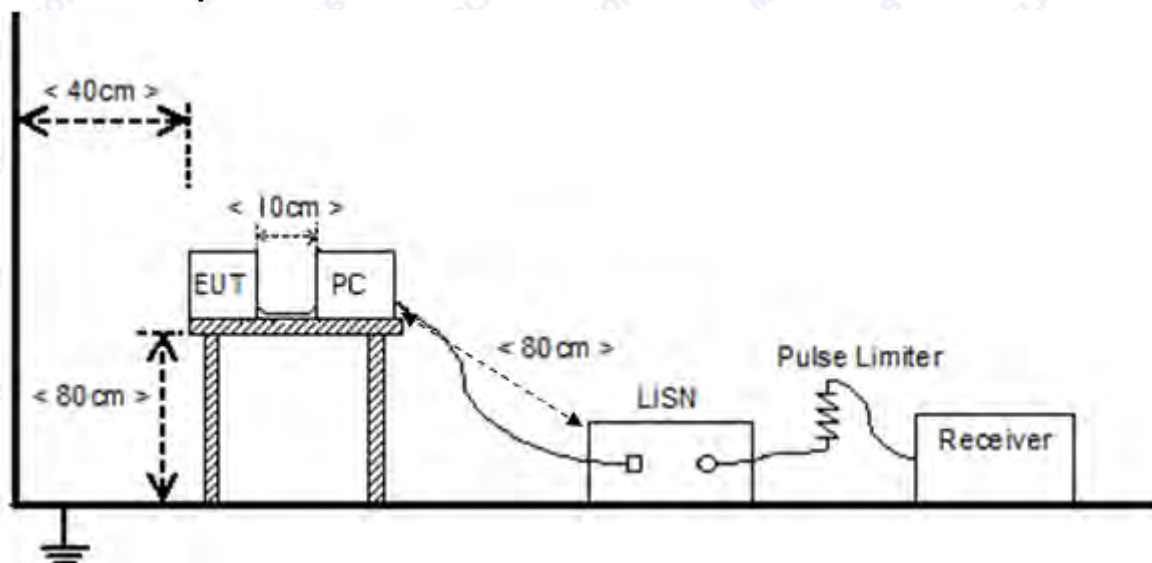 < 40cm >
< 10cm >
EUT
PC
< 80cm >
< 80cm >
Pulse Limiter
LISN
Receiver